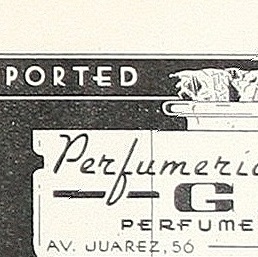 PORTED
Perfumeria
G
PERFUME
AV. JUAREZ, 56